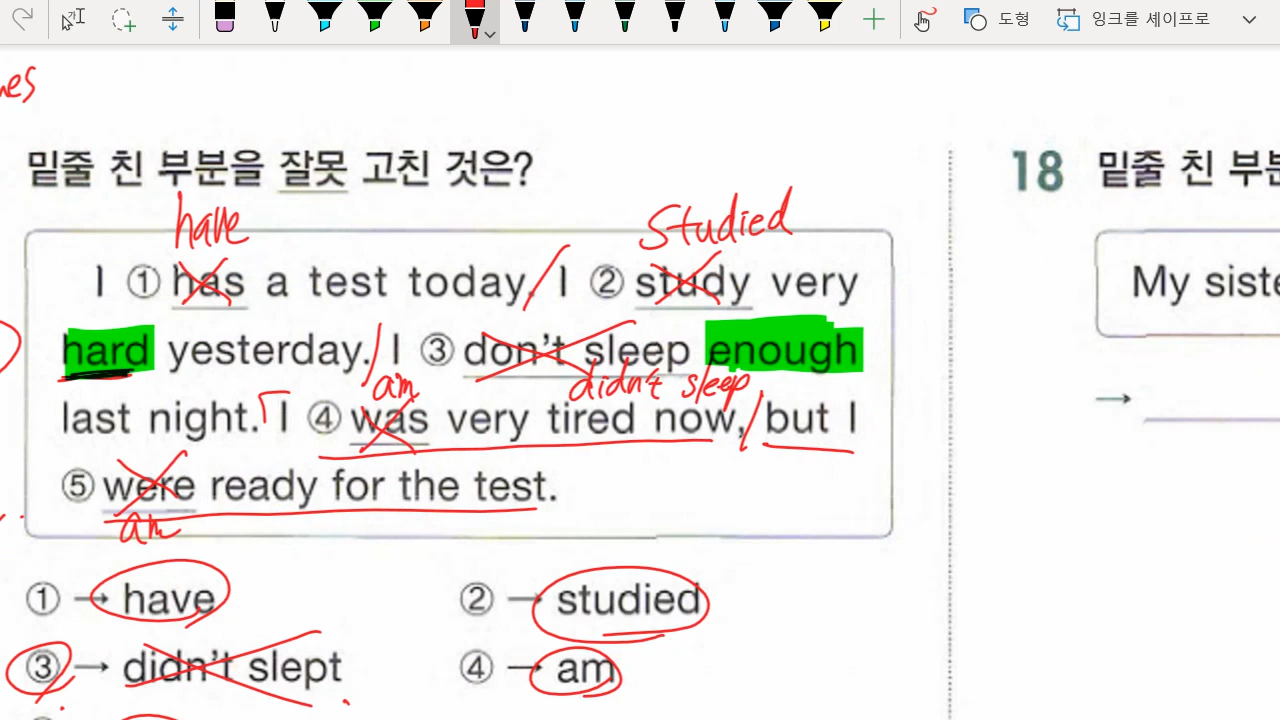 도형
잉크를 셰이프로
nes
밑줄 친 부분을 잘못 고친 것은?
18
밑줄 친 부분
have
studied
I ① has a test today, I ② study very
hard yesterday. I ③ don't sleep enough
am
didn't sleep
last night. I ④ was very tired now, but I
⑤ were ready for the test.
am
My siste
→
① → have
② → studied
③ → didn't slept
④ → am